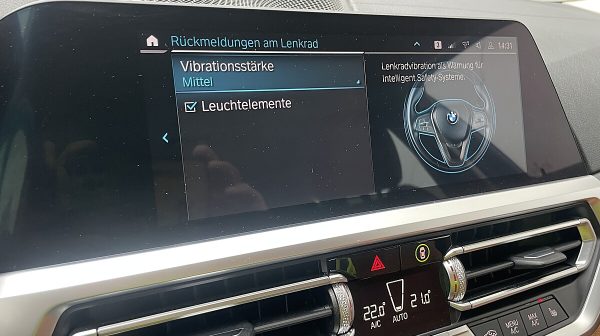 Rückmeldungen am Lenkrad
14:31
Vibrationsstärke
Mittel
Leuchtelemente
Lenkradvibration als Warnung für
intelligent Safety-Systeme.
22.0°
A/C
AUTO
21.0°
MENU
A/C
MAX
A/C